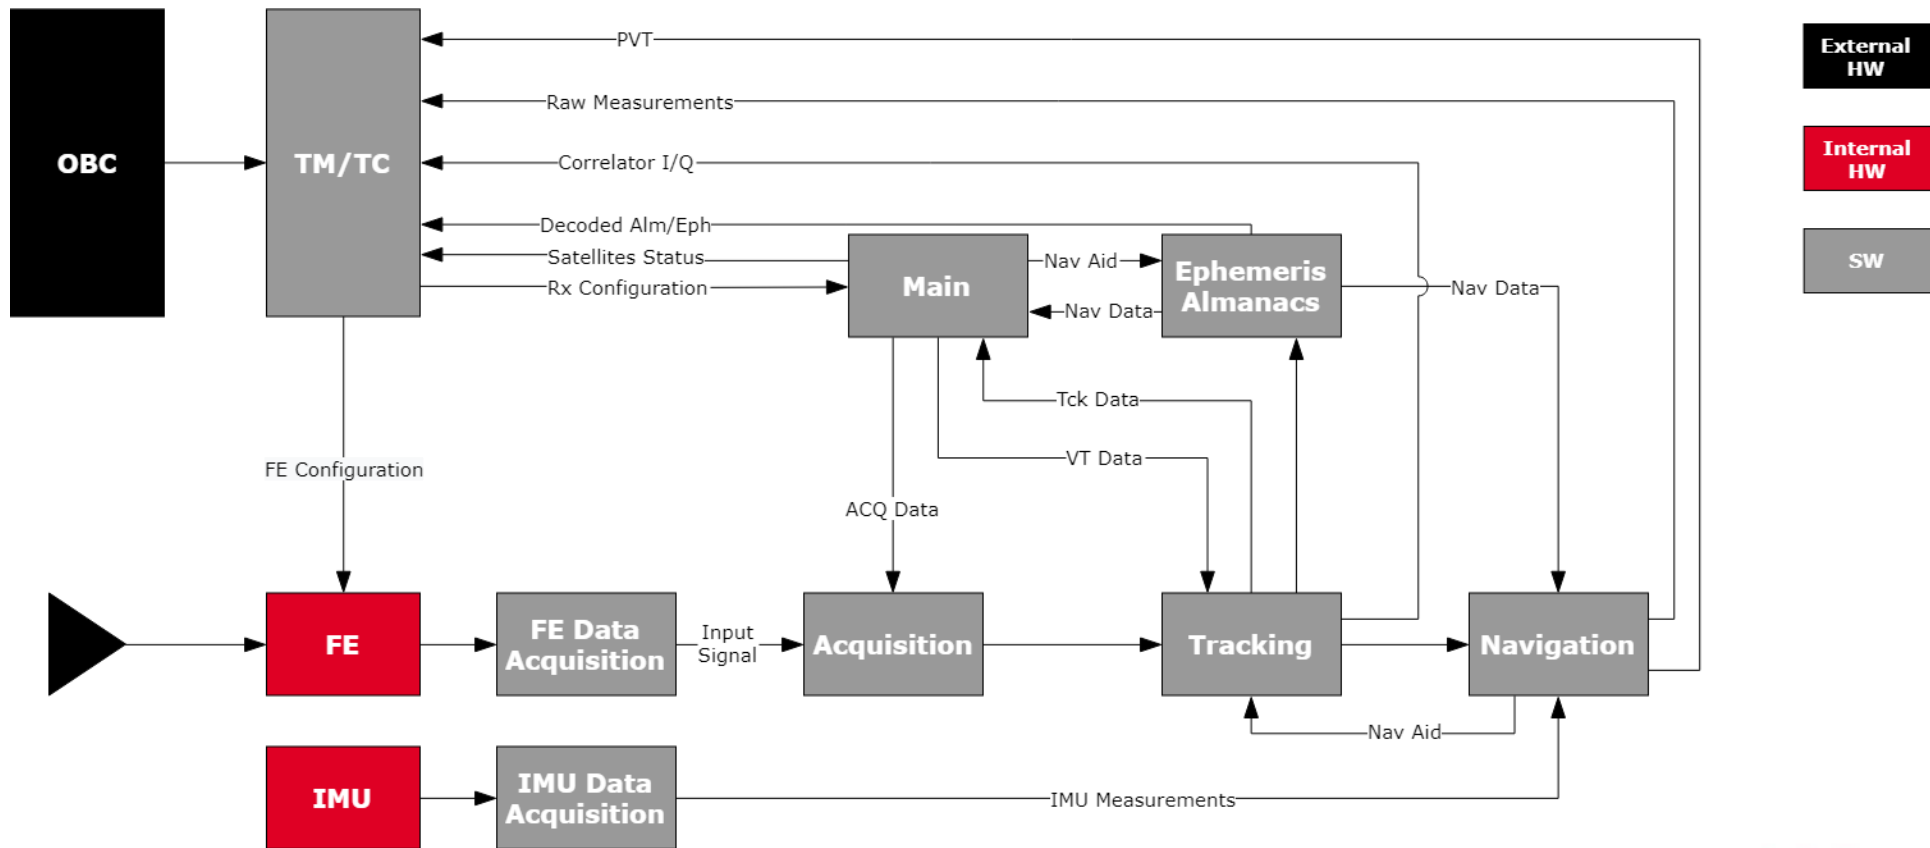 PVT
External
HW
Raw Measurements
OBC
TM/TC
Correlator I/Q
Internal
HW
Decoded Alm/Eph
Satellites Status
Rx Configuration
Main
Nav Aid
Nav Data
Ephemeris
Almanacs
Nav Data
SW
Tck Data
VT Data
FE Configuration
ACQ Data
FE
FE Data
Acquisition
Input
Signal
Acquisition
Tracking
Navigation
Nav Aid
IMU
IMU Data
Acquisition
IMU Measurements